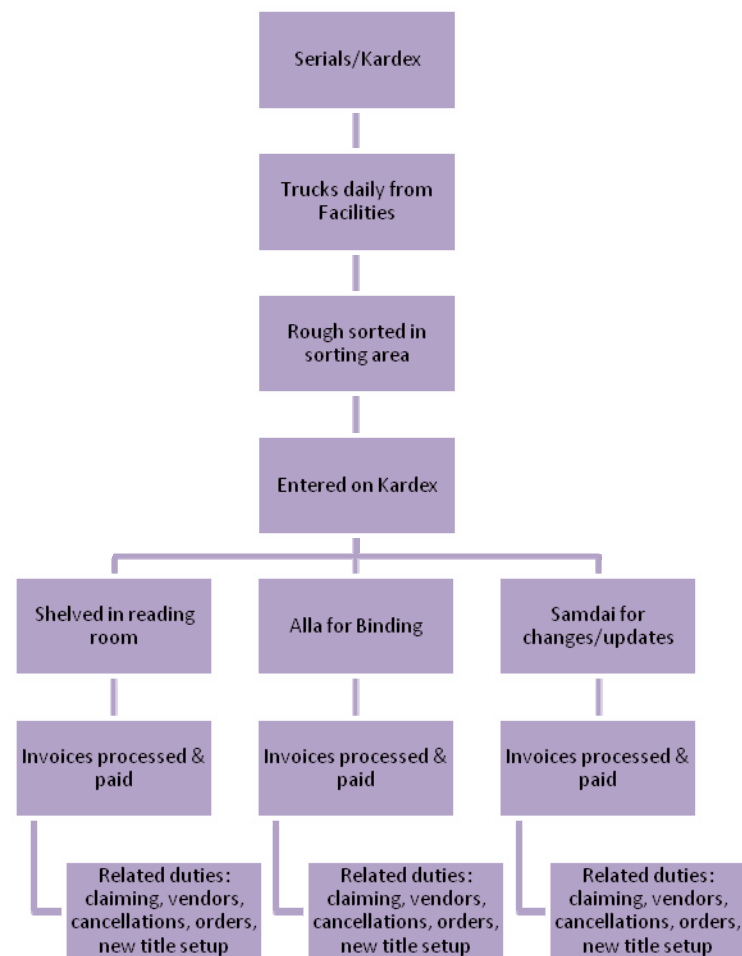 Serials/Kardex
Trucks daily from
Facilities
Rough sorted in
sorting area
Entered on Kardex
Shelved in reading
room
Alla for Binding
Samdai for
changes/updates
Invoices processed &
paid
Invoices processed &
paid
Invoices processed &
paid
Related duties:
claiming, vendors,
cancellations, orders,
new title setup
Related duties:
claiming, vendors,
cancellations, orders,
new title setup
Related duties:
claiming, vendors,
cancellations, orders,
new title setup